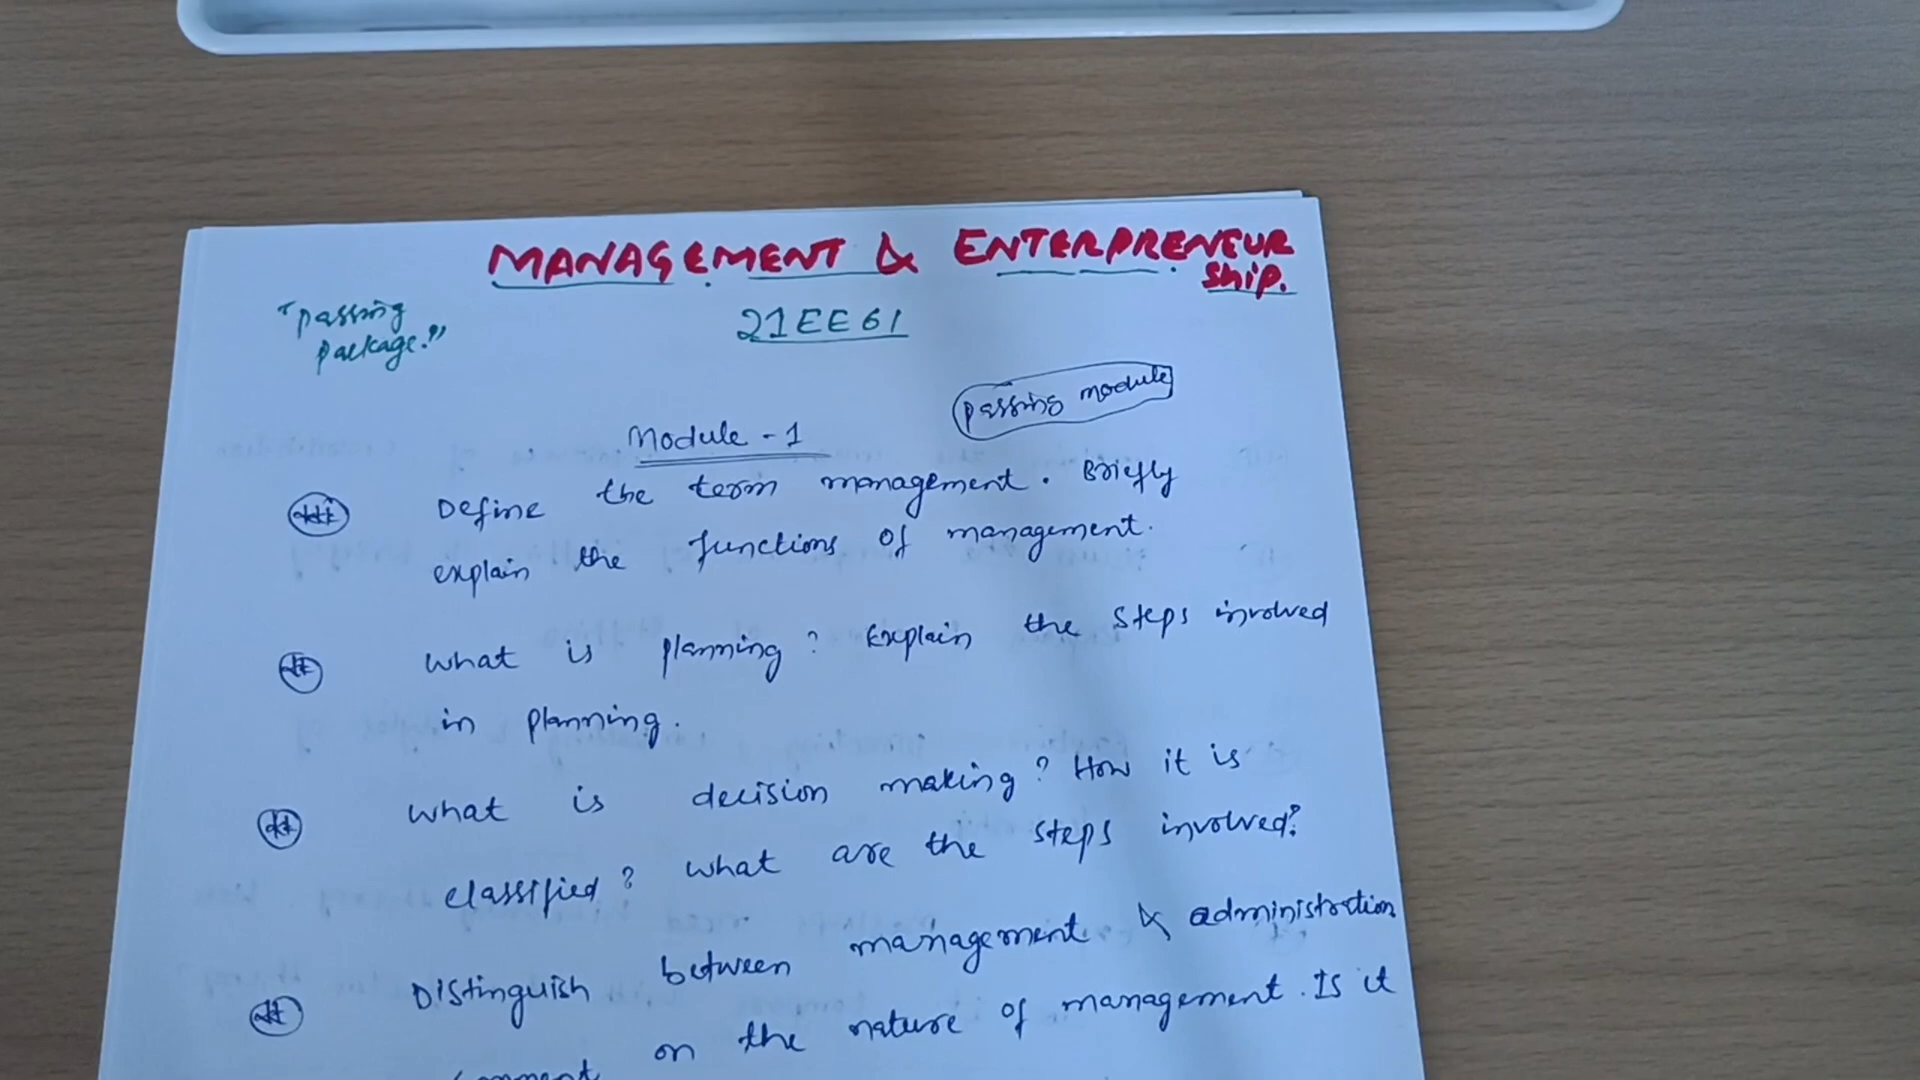 MANAGEMENT & ENTERPRENEUR
Ship.
"passing
package."
21EE61
passing module
Module - 1
Define the term management. Briefly
explain the functions of management.
What is planning? Explain the steps involved
in planning.
What is decision making? How it is
classified? What are the steps involved?
Distinguish between management & administration
comment on the nature of management. Is it